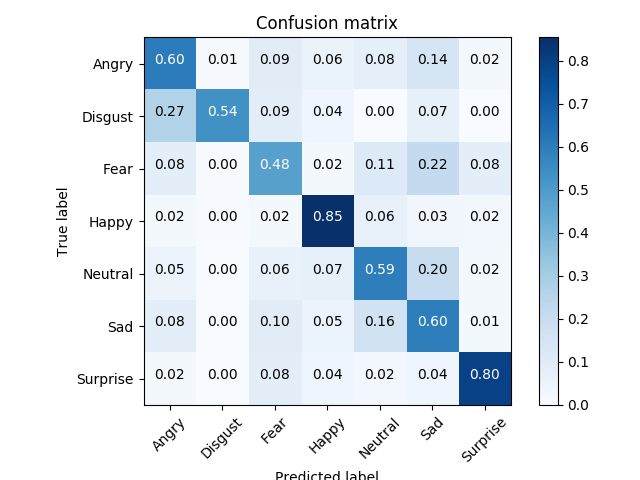 Confusion matrix
Angry 0.60 0.01 0.09 0.06 0.08 0.14 0.02
Disgust 0.27 0.54 0.09 0.04 0.00 0.07 0.00
Fear 0.08 0.00 0.48 0.02 0.11 0.22 0.08
Happy 0.02 0.00 0.02 0.85 0.06 0.03 0.02
Neutral 0.05 0.00 0.06 0.07 0.59 0.20 0.02
Sad 0.08 0.00 0.10 0.05 0.16 0.60 0.01
Surprise 0.02 0.00 0.08 0.04 0.02 0.04 0.80
Angry Disgust Fear Happy Neutral Sad Surprise
True label
Predicted label
0.8
0.7
0.6
0.5
0.4
0.3
0.2
0.1
0.0